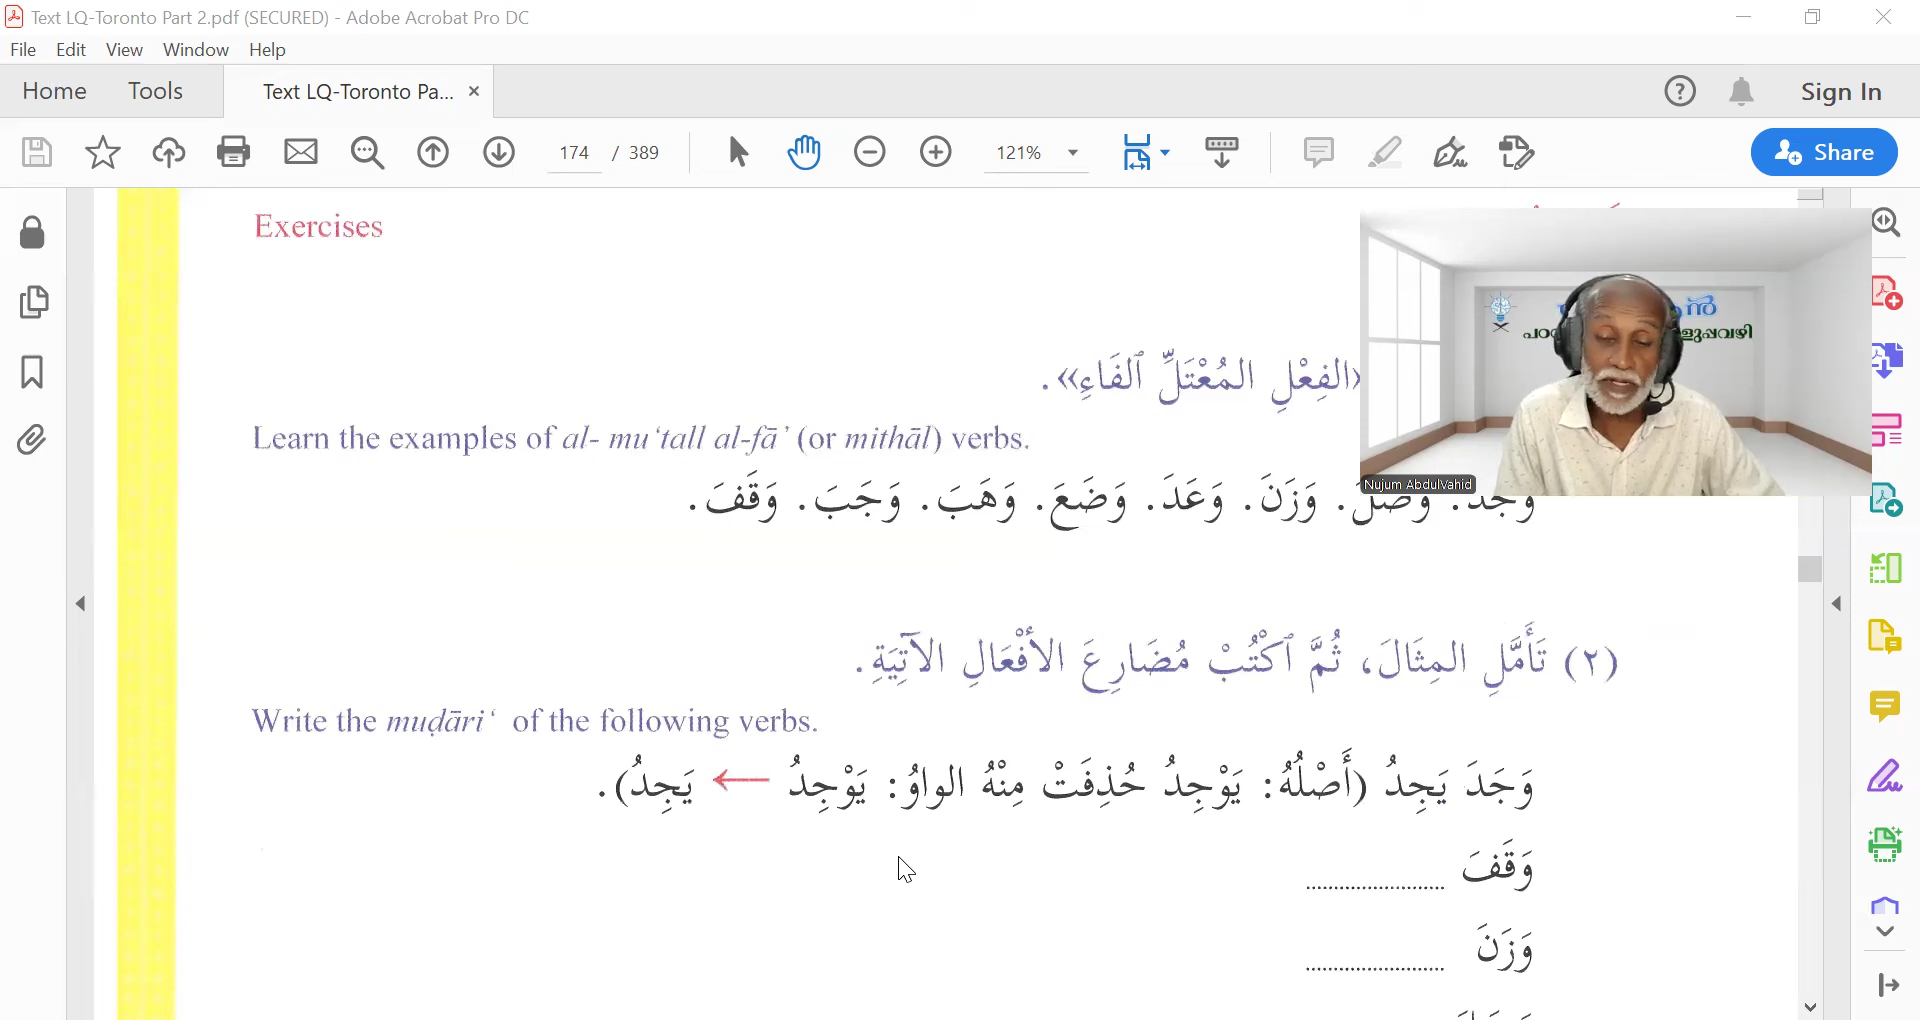 Text LQ-Toronto Part 2.pdf (SECURED) - Adobe Acrobat Pro DC
File Edit View Window Help
Home Tools Text LQ-Toronto Pa... × Sign In
174 / 389 121% Share
Exercises
«الفِعْلِ المُعْتَلِّ ٱلفَاءِ».
Learn the examples of al- mu‘tall al-fā’ (or mithāl) verbs.
وَجَدَ. وَصَلَ. وَزَنَ. وَعَدَ. وَضَعَ. وَهَبَ. وَجَبَ. وَقَفَ.
Nujum AbdulVahid
(٢) تَأَمَّلِ المِثَالَ، ثُمَّ ٱكْتُبْ مُضَارِعَ الأَفْعَالِ الآتِيَةِ.
Write the muḍāri‘ of the following verbs.
وَجَدَ يَجِدُ (أَصْلُهُ: يَوْجِدُ حُذِفَتْ مِنْهُ الواوُ: يَوْجِدُ ← يَجِدُ).
وَقَفَ ......................
وَزَنَ ......................